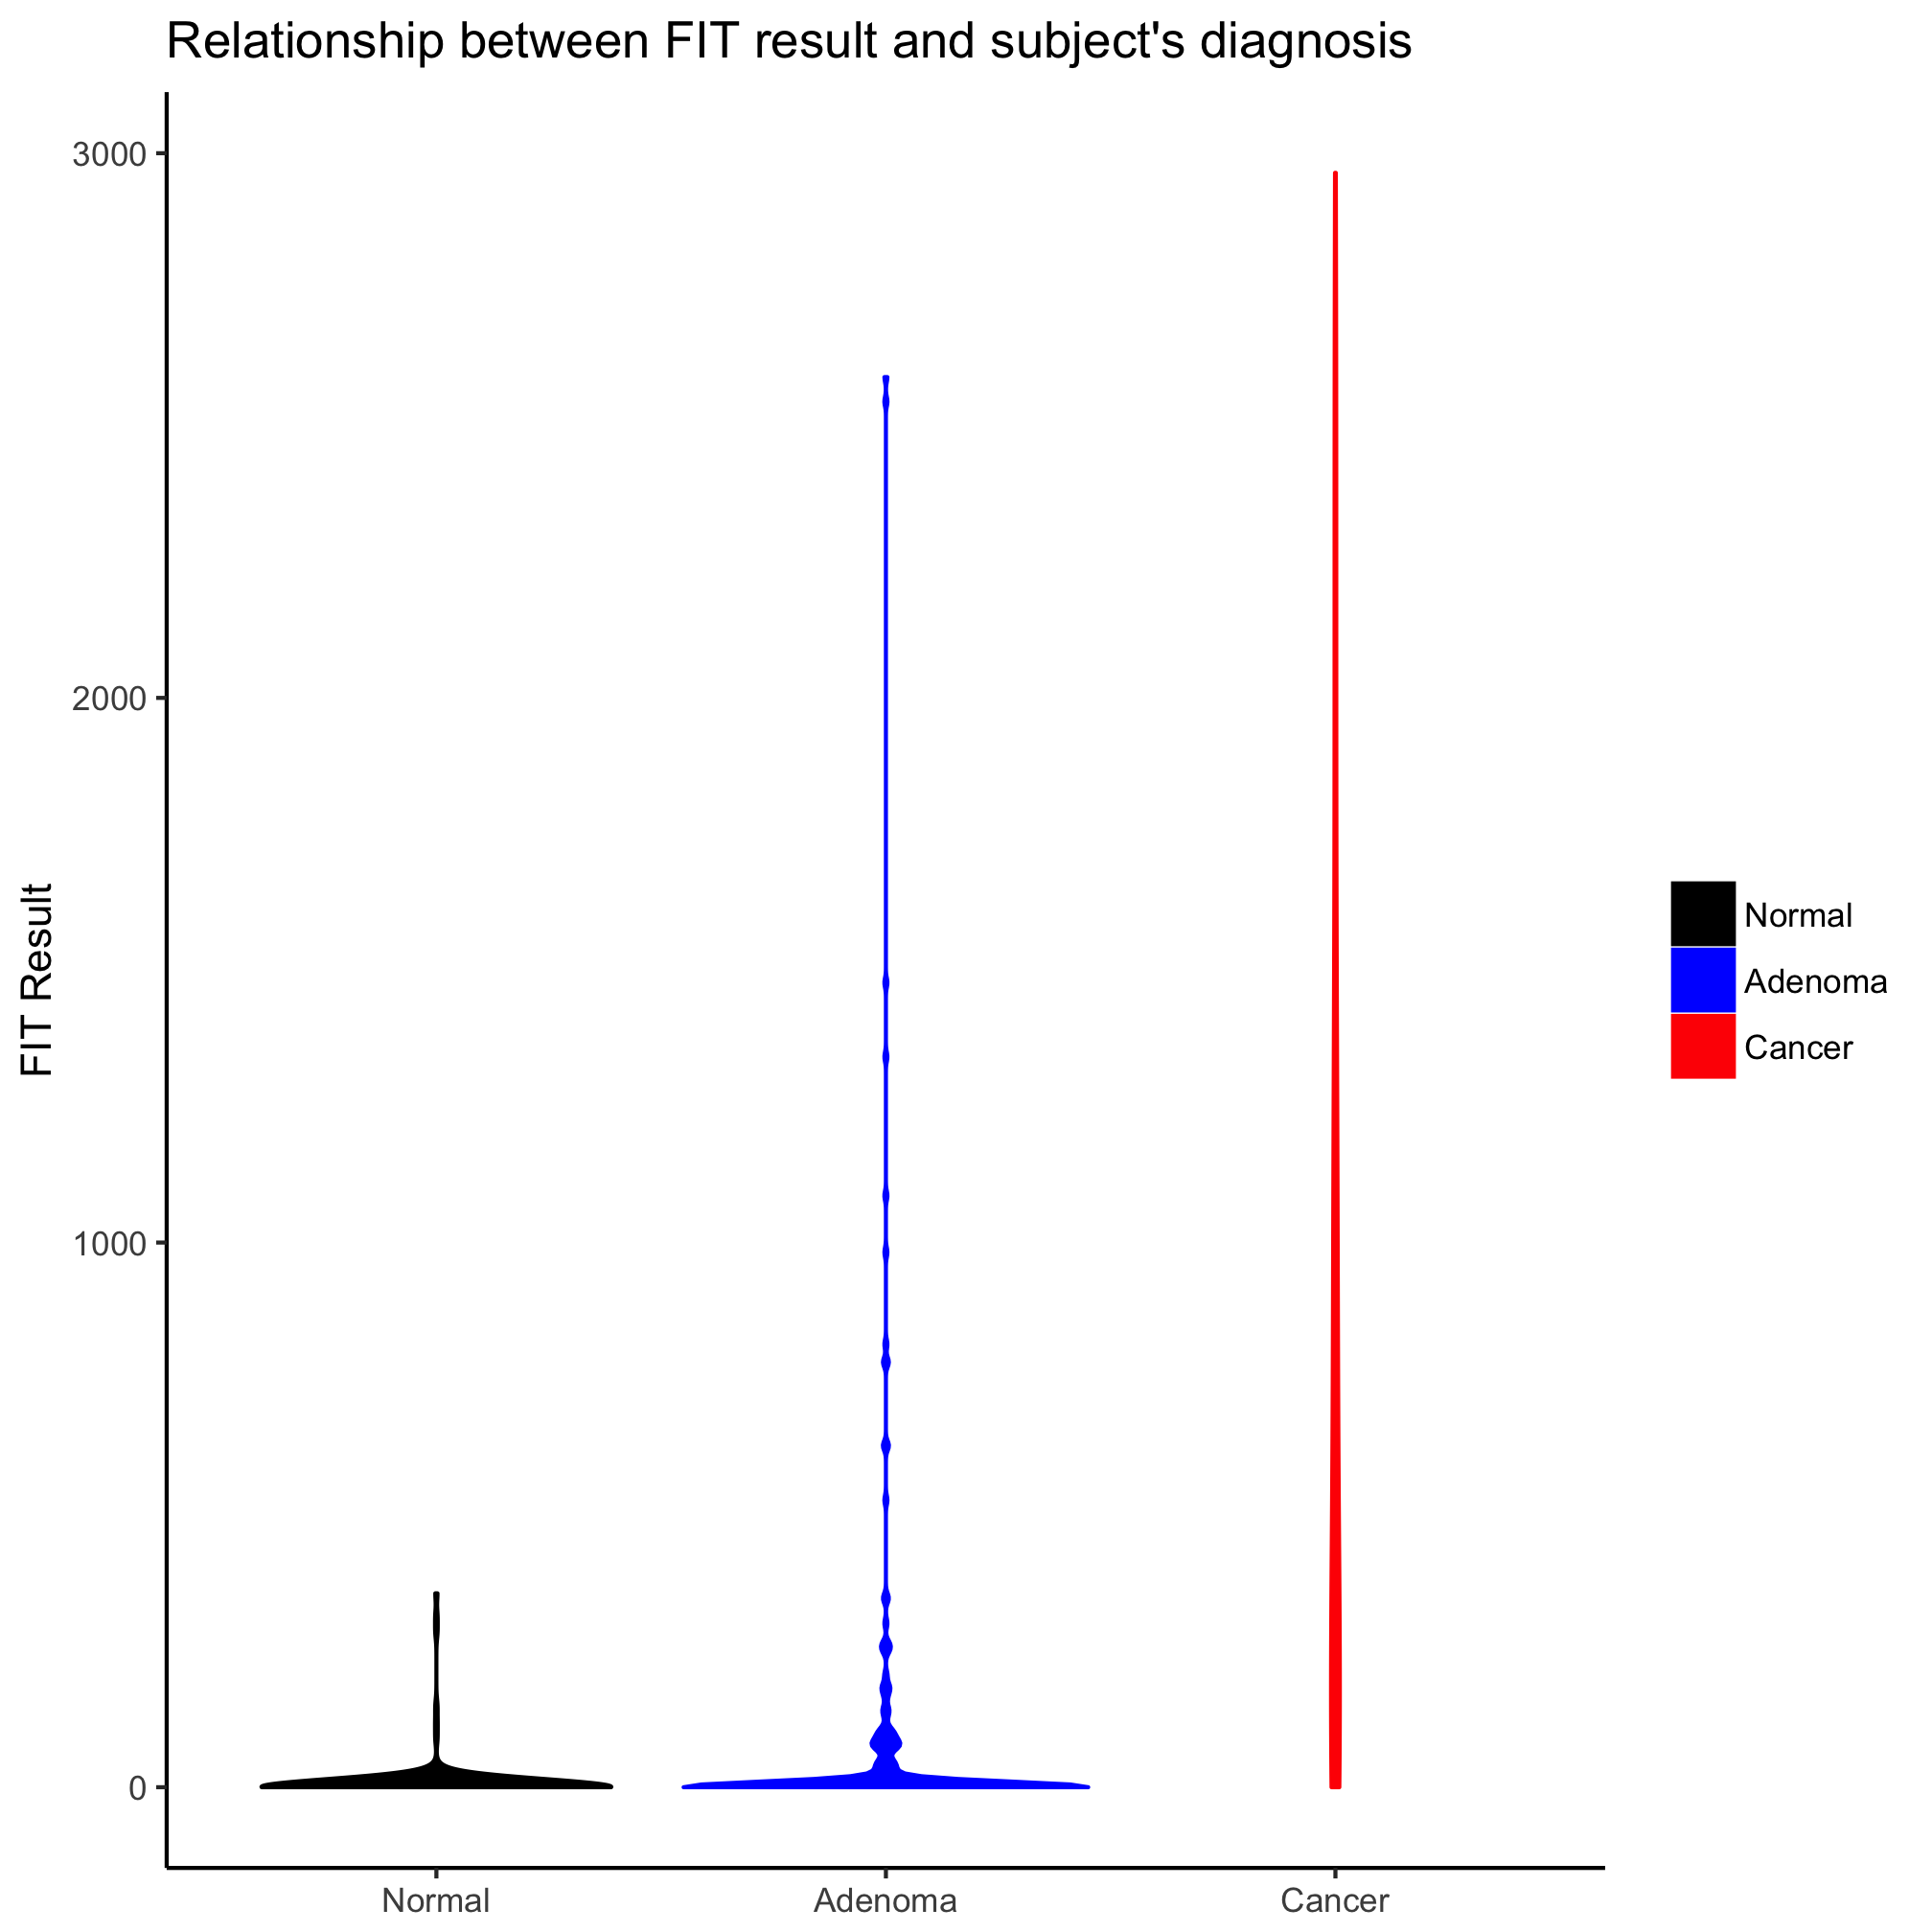 Relationship between FIT result and subject's diagnosis
FIT Result
3000
2000
1000
0
Normal
Adenoma
Cancer
Normal
Adenoma
Cancer